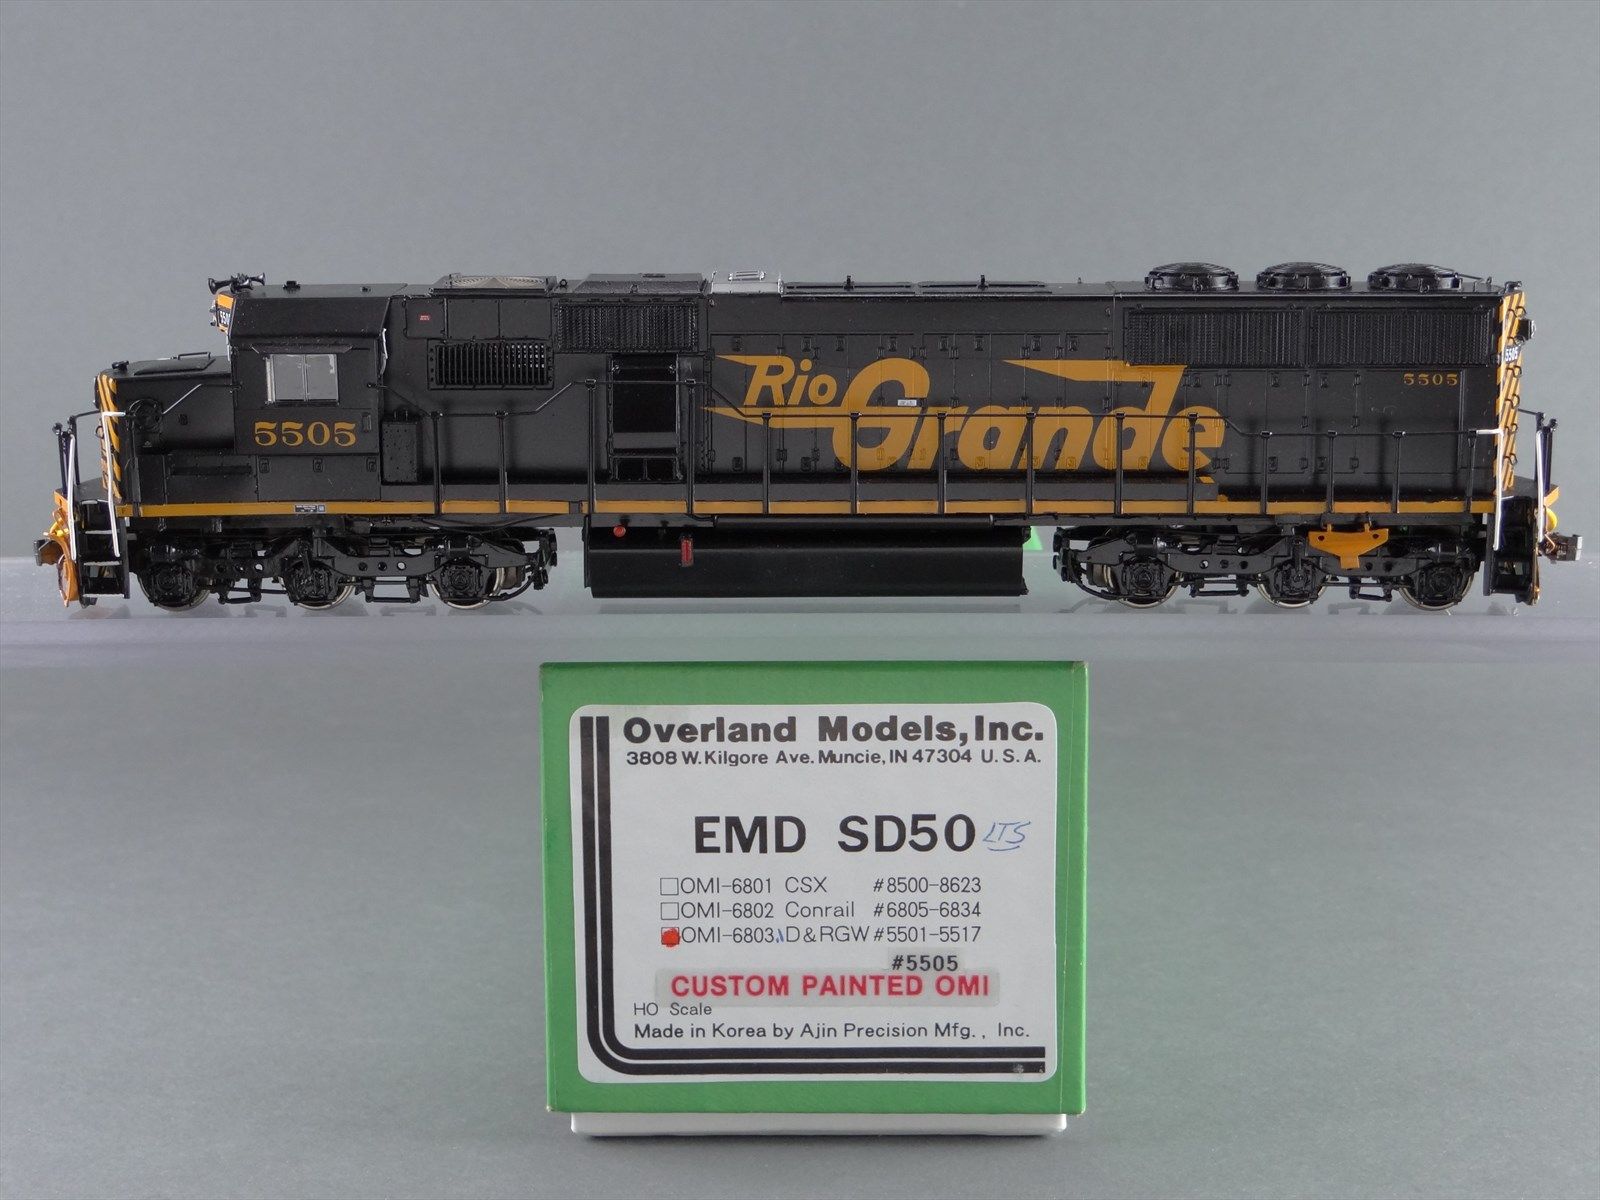 5505
Rio
Grande
5505
5505
5505
Overland Models, Inc.
3808 W. Kilgore Ave. Muncie, IN 47304 U. S. A.
EMD SD50 LTS
OMI-6801 CSX #8500-8623
OMI-6802 Conrail #6805-6834
OMI-6803 D&RGW #5501-5517
#5505
CUSTOM PAINTED OMI
HO Scale
Made in Korea by Ajin Precision Mfg., Inc.